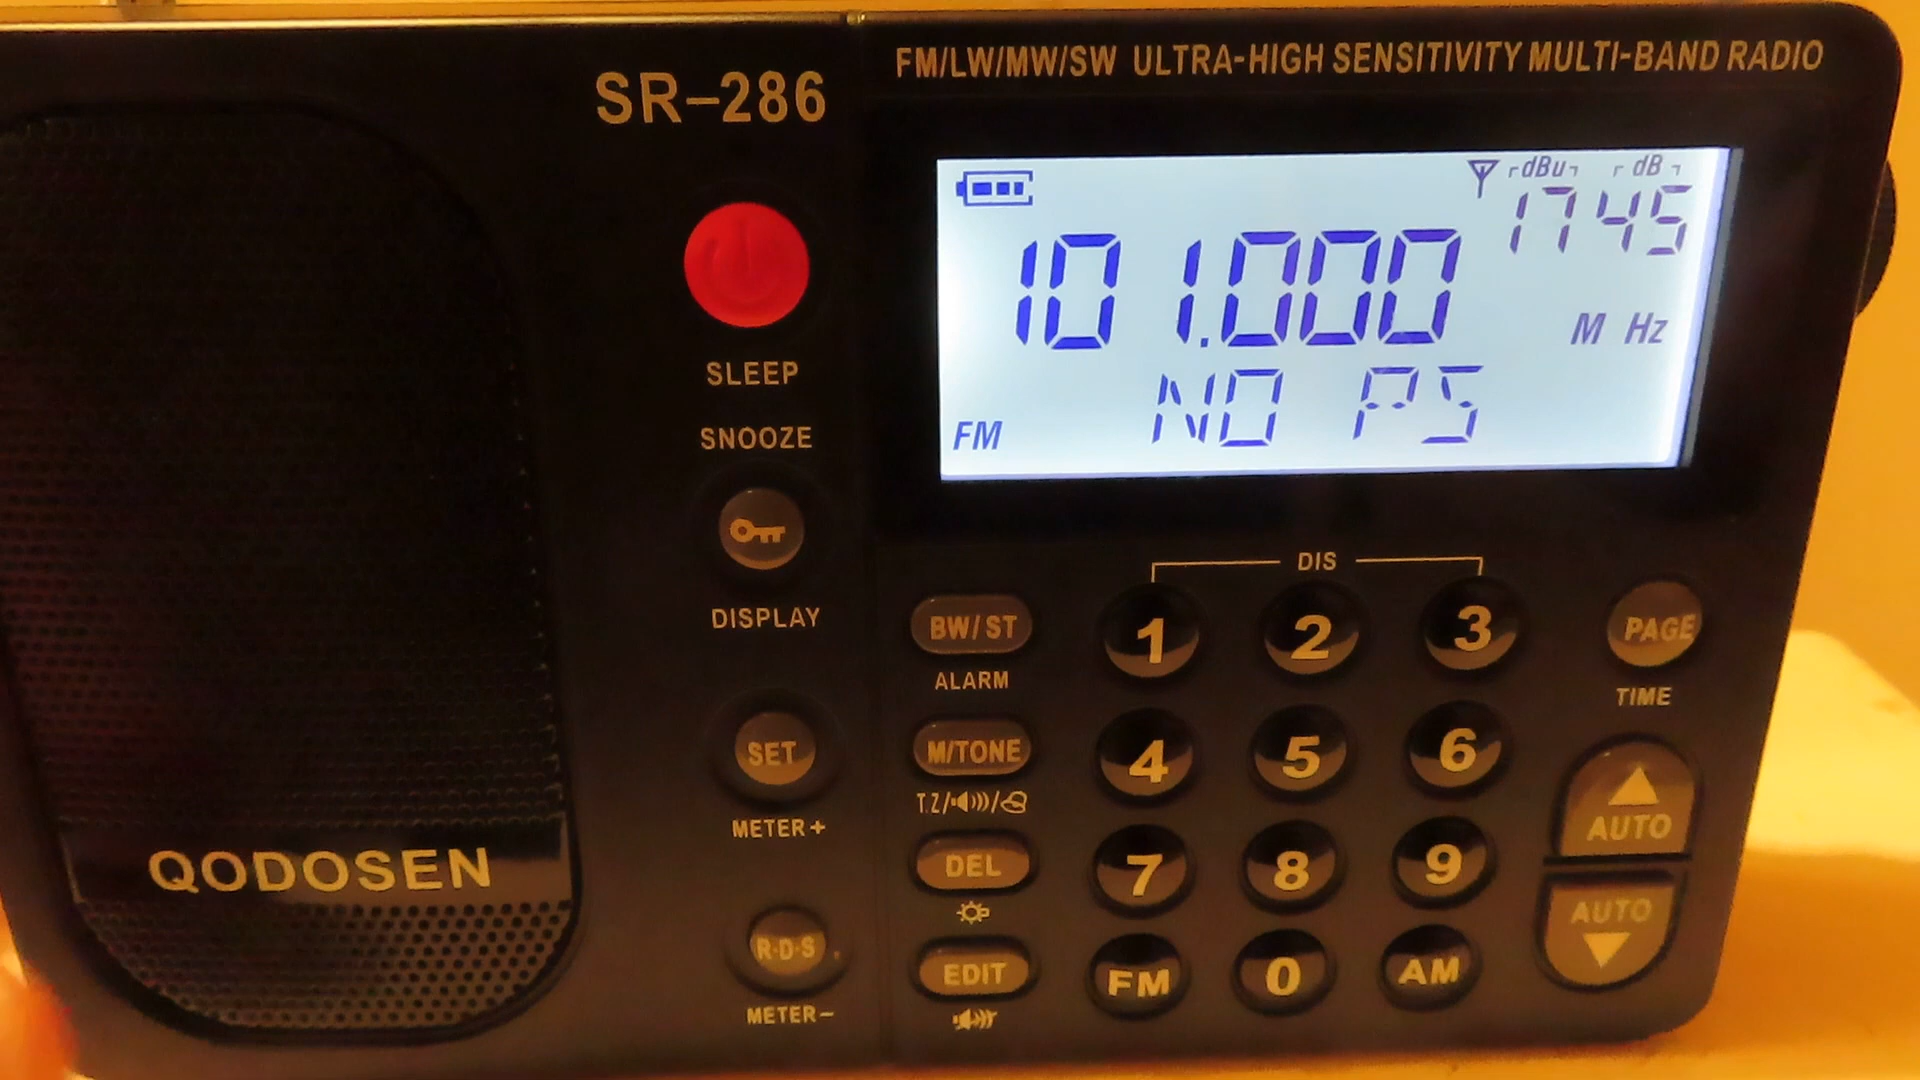 FM/LW/MW/SW ULTRA-HIGH SENSITIVITY MULTI-BAND RADIO
SR-286
dBu dB
17 45
101.000
M Hz
FM NO PS
SLEEP
SNOOZE
DISPLAY
SET
METER+
R·D·S
METER-
QODOSEN
DIS
BW/ST 1 2 3 PAGE
ALARM TIME
M/TONE 4 5 6
T.Z/ /
AUTO
DEL 7 8 9
AUTO
EDIT FM 0 AM